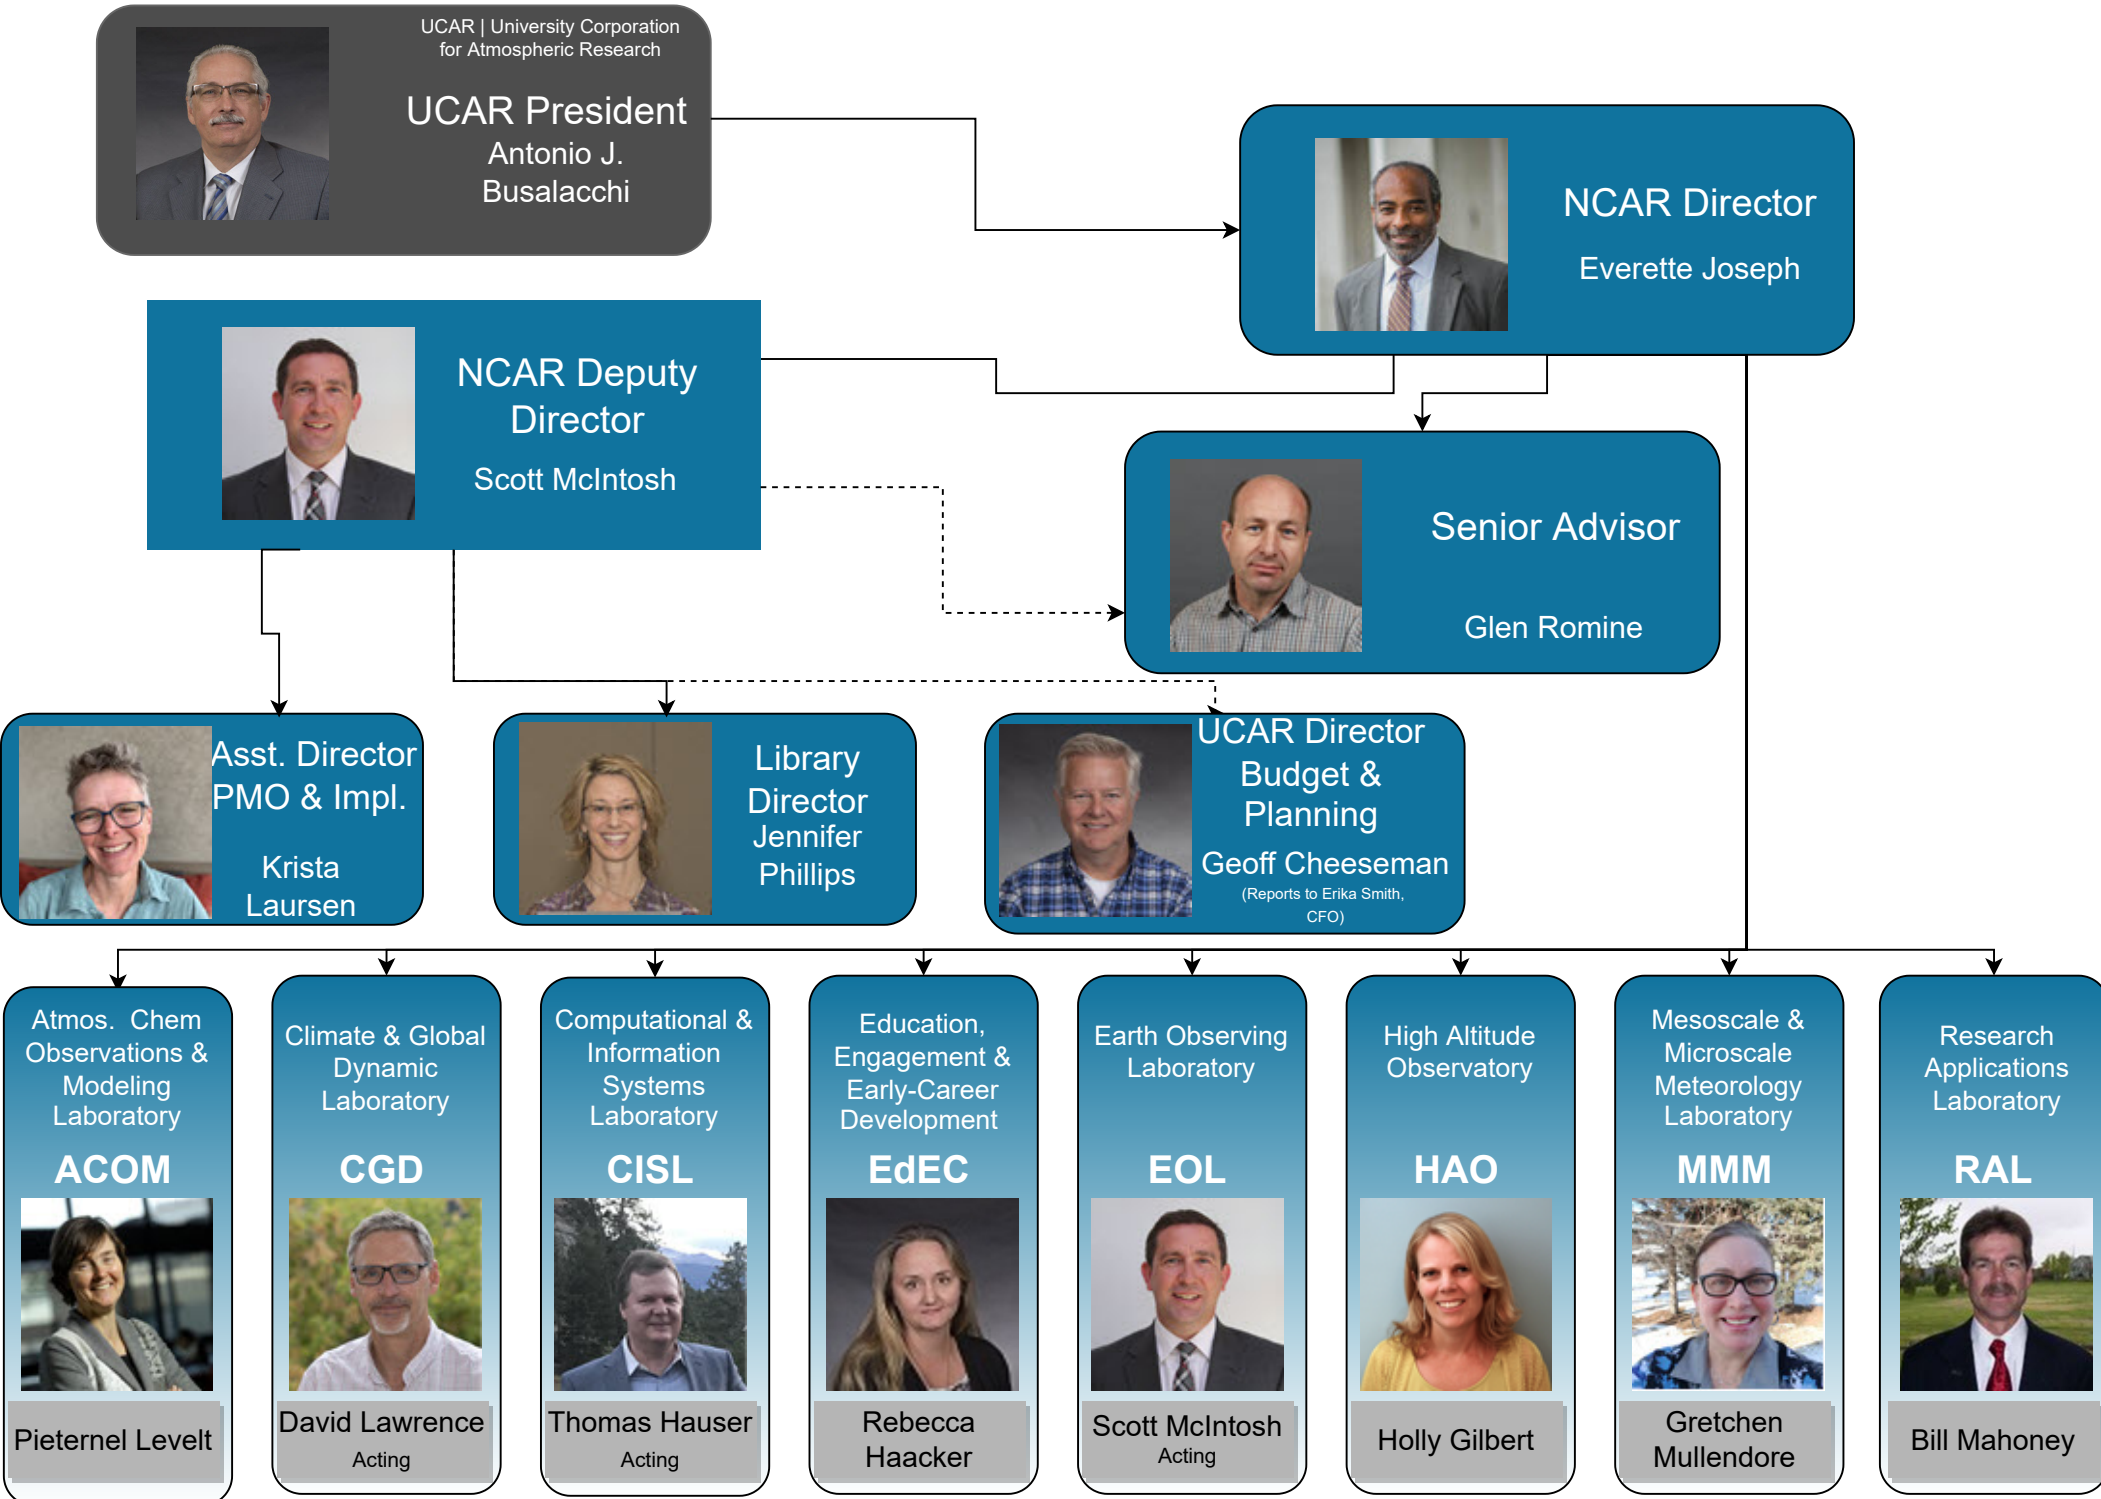 UCAR | University Corporation
for Atmospheric Research
UCAR President
Antonio J.
Busalacchi
NCAR Director
Everette Joseph
NCAR Deputy
Director
Scott McIntosh
Senior Advisor
Glen Romine
Asst. Director
PMO & Impl.
Krista
Laursen
Library
Director
Jennifer
Phillips
UCAR Director
Budget &
Planning
Geoff Cheeseman
(Reports to Erika Smith,
CFO)
Atmos.  Chem
Observations &
Modeling
Laboratory
ACOM
Pieternel Levelt
Climate & Global
Dynamic
Laboratory
CGD
David Lawrence
Acting
Computational &
Information
Systems
Laboratory
CISL
Thomas Hauser
Acting
Education,
Engagement &
Early-Career
Development
EdEC
Rebecca
Haacker
Earth Observing
Laboratory
EOL
Scott McIntosh
Acting
High Altitude
Observatory
HAO
Holly Gilbert
Mesoscale &
Microscale
Meteorology
Laboratory
MMM
Gretchen
Mullendore
Research
Applications
Laboratory
RAL
Bill Mahoney